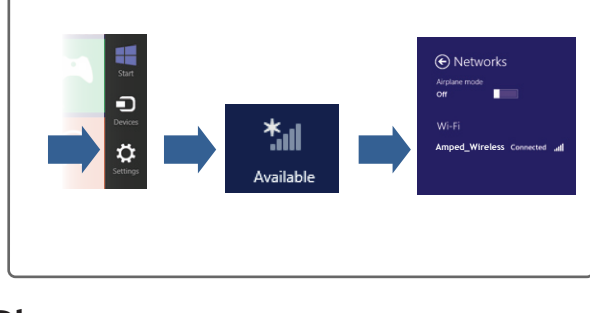 Start
Devices
Settings
Available
Networks
Airplane mode
Off
Wi-Fi
Amped_Wireless Connected